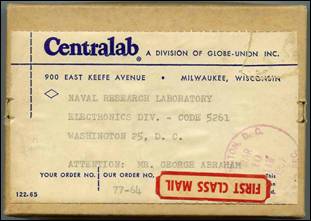 Centralab ® A DIVISION OF GLOBE-UNION INC.
900 EAST KEEFE AVENUE • MILWAUKEE, WISCONSIN
NAVAL RESEARCH LABORATORY
ELECTRONICS DIV. - CODE 5261
WASHINGTON 25, D. C.
ATTENTION: MR. GEORGE ABRAHAM
YOUR ORDER NO. OUR ORDER NO. This
77-64
FIRST CLASS MAIL
122-65